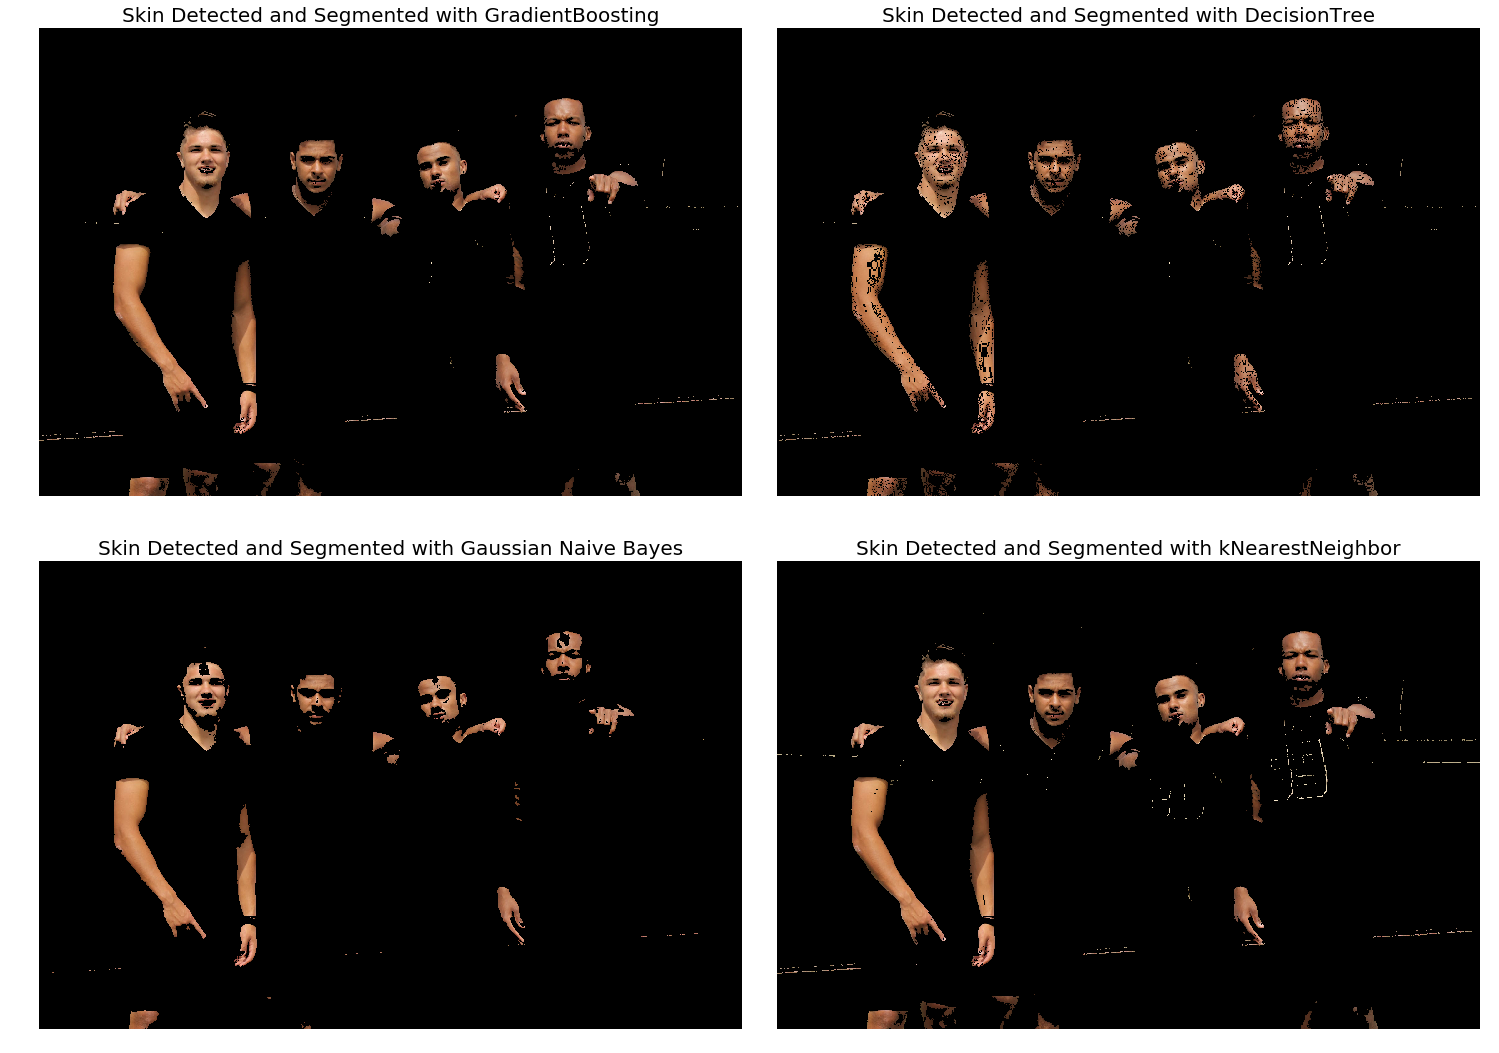 Skin Detected and Segmented with GradientBoosting
Skin Detected and Segmented with DecisionTree
Skin Detected and Segmented with Gaussian Naive Bayes
Skin Detected and Segmented with kNearestNeighbor